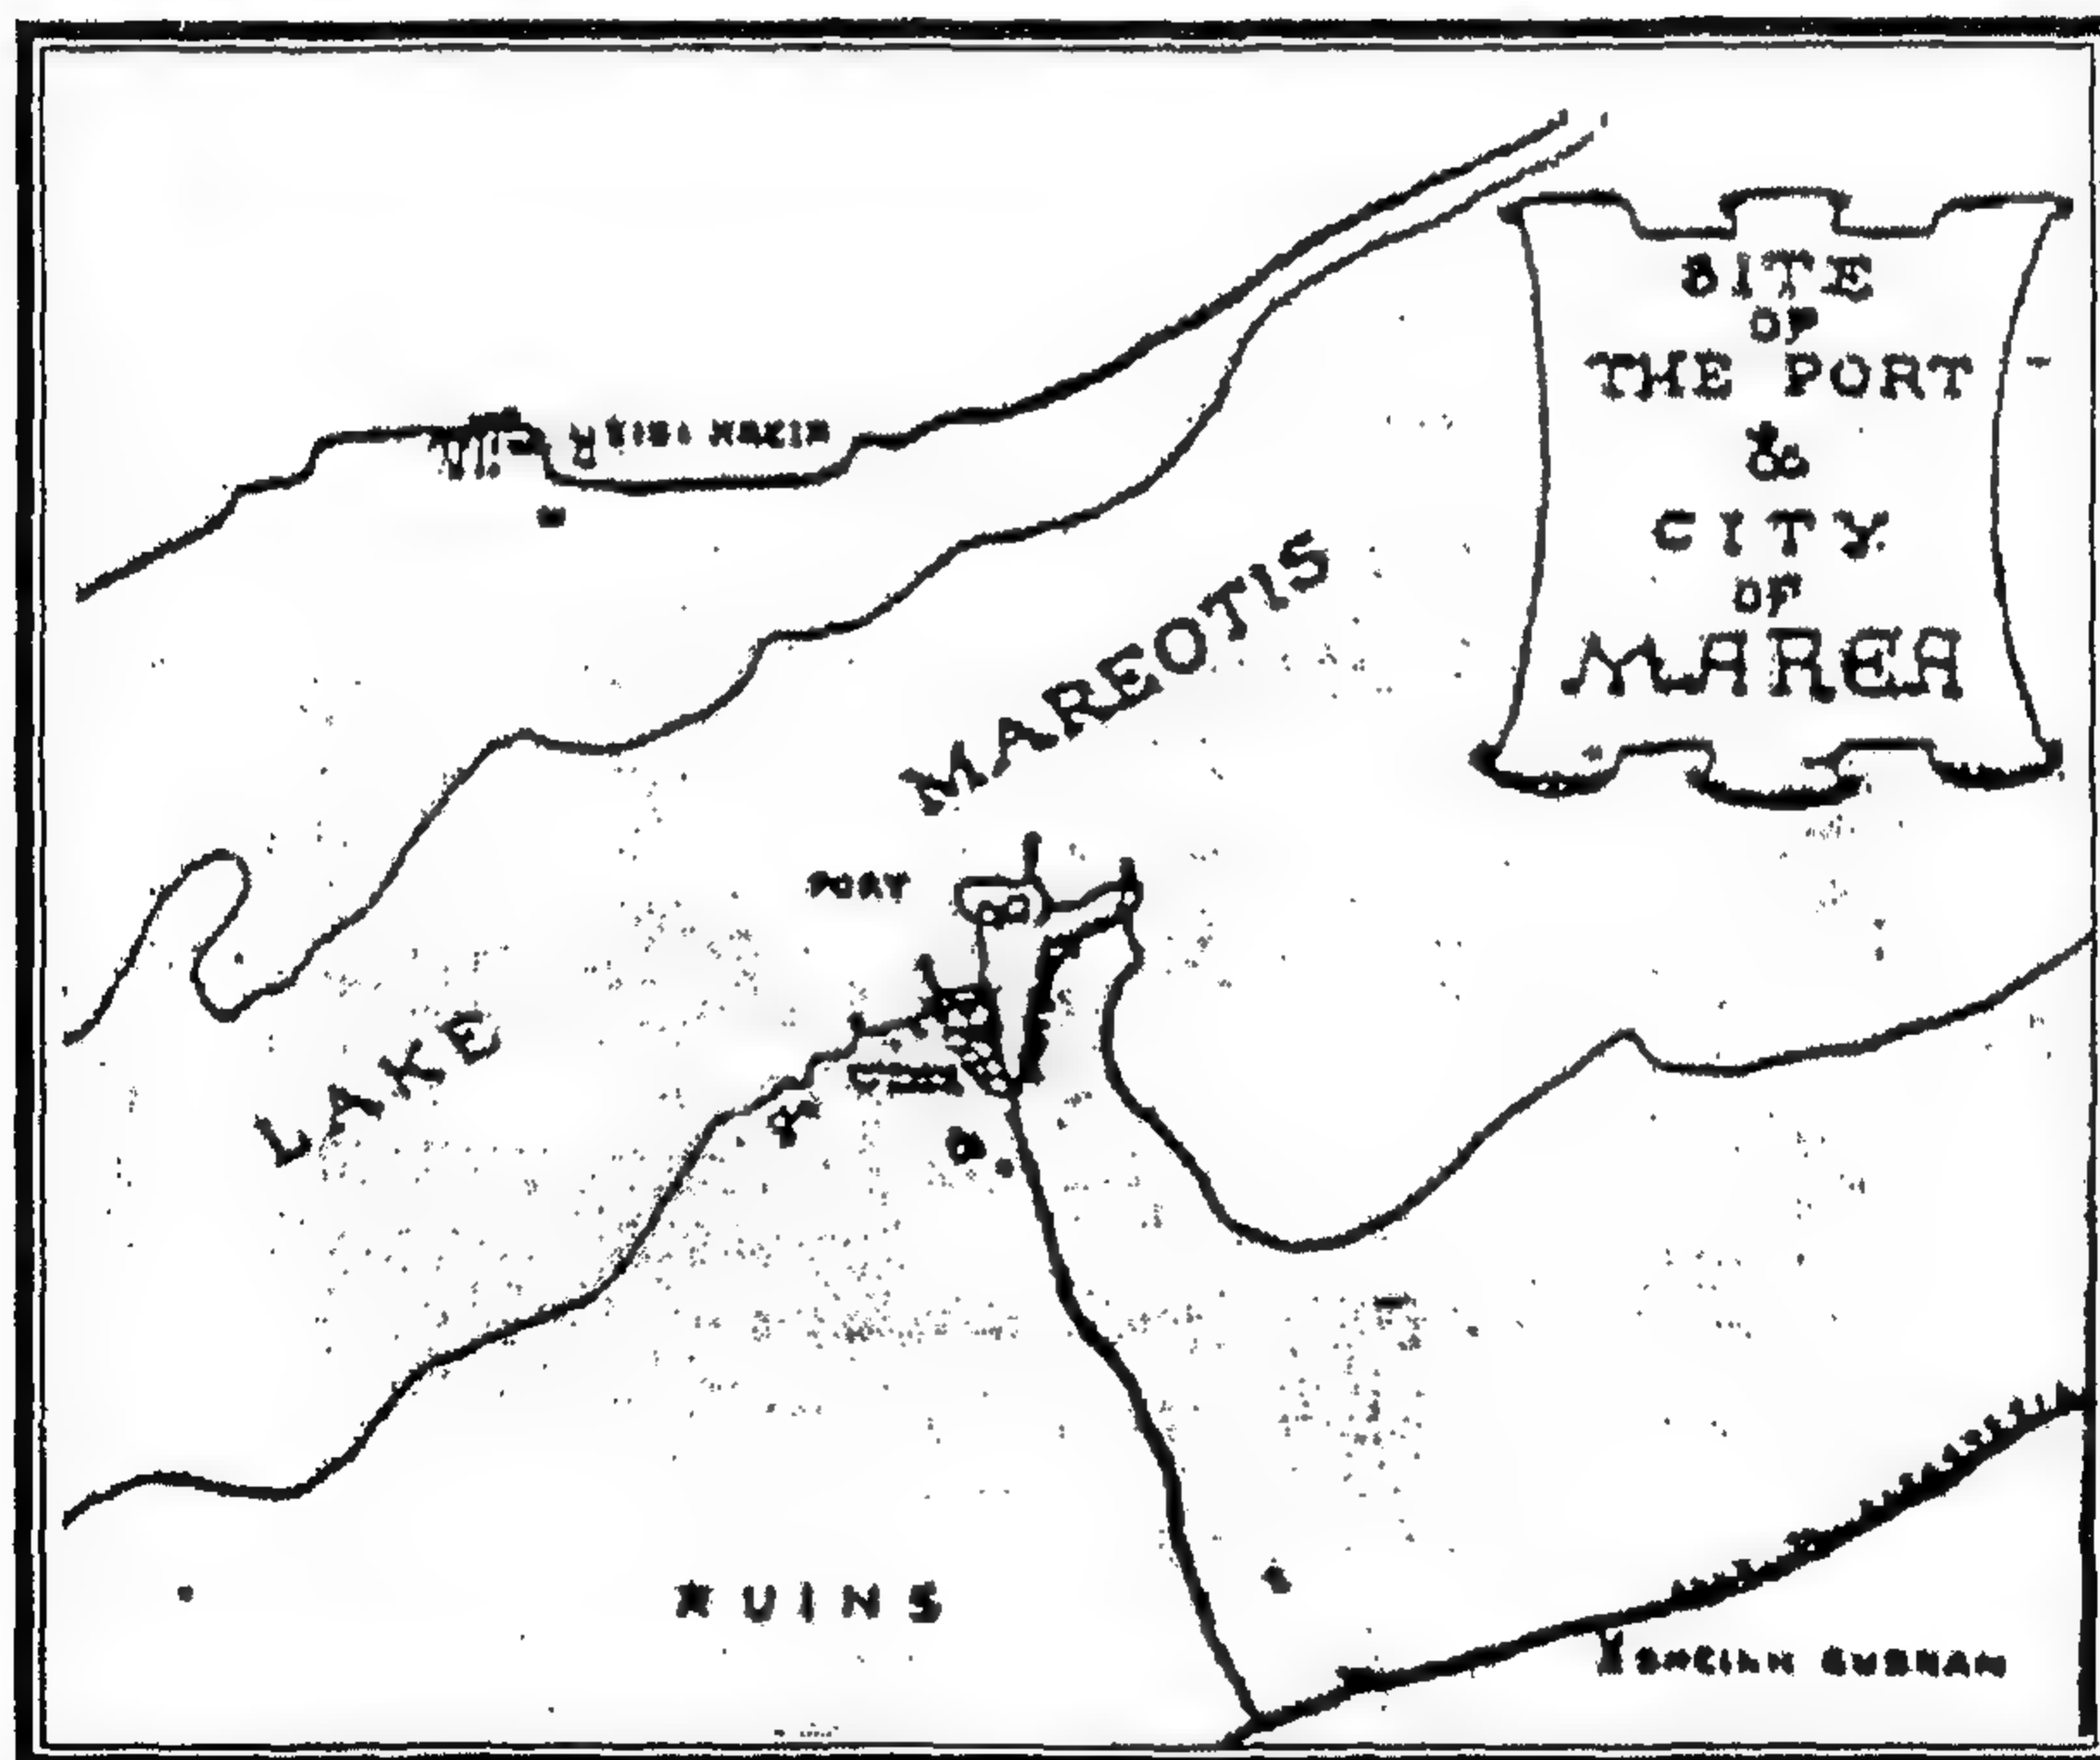 SITE
OF
THE PORT
&
CITY
OF
MAREA
LAKE MAREOTIS
PORT
RUINS